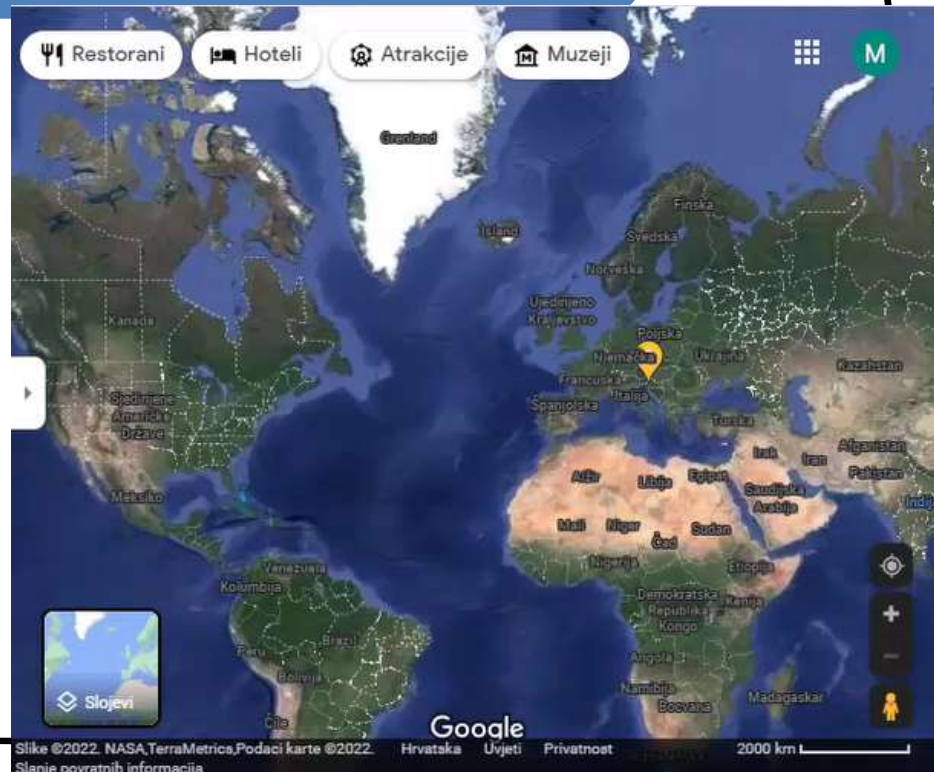 Restorani
Hoteli
Atrakcije
Muzeji
M
Grenland
Finska
Island
Švedska
Norveška
Ujedinjeno
Kraljevstvo
Kanada
Poljska
Njemačka
Ukrajina
Kazahstan
Francuska
Italija
Španjolska
Sjedinjene
Američke
Države
Turska
Afganistan
Irak
Iran
Pakistan
Alžir
Libija
Egipat
Saudijska
Arabija
Indija
Meksiko
Mali
Niger
Čad
Sudan
Nigerija
Etiopija
Venezuela
Kolumbija
Demokratska
Republika
Kongo
Kenija
Brazil
Peru
Angola
Bolivija
Namibija
Bocvana
Madagaskar
Slojevi
Čile
Google
Slike ©2022. NASA,TerraMetrics,Podaci karte ©2022. Hrvatska Uvjeti Privatnost 2000 km
Slanje povratnih informacija